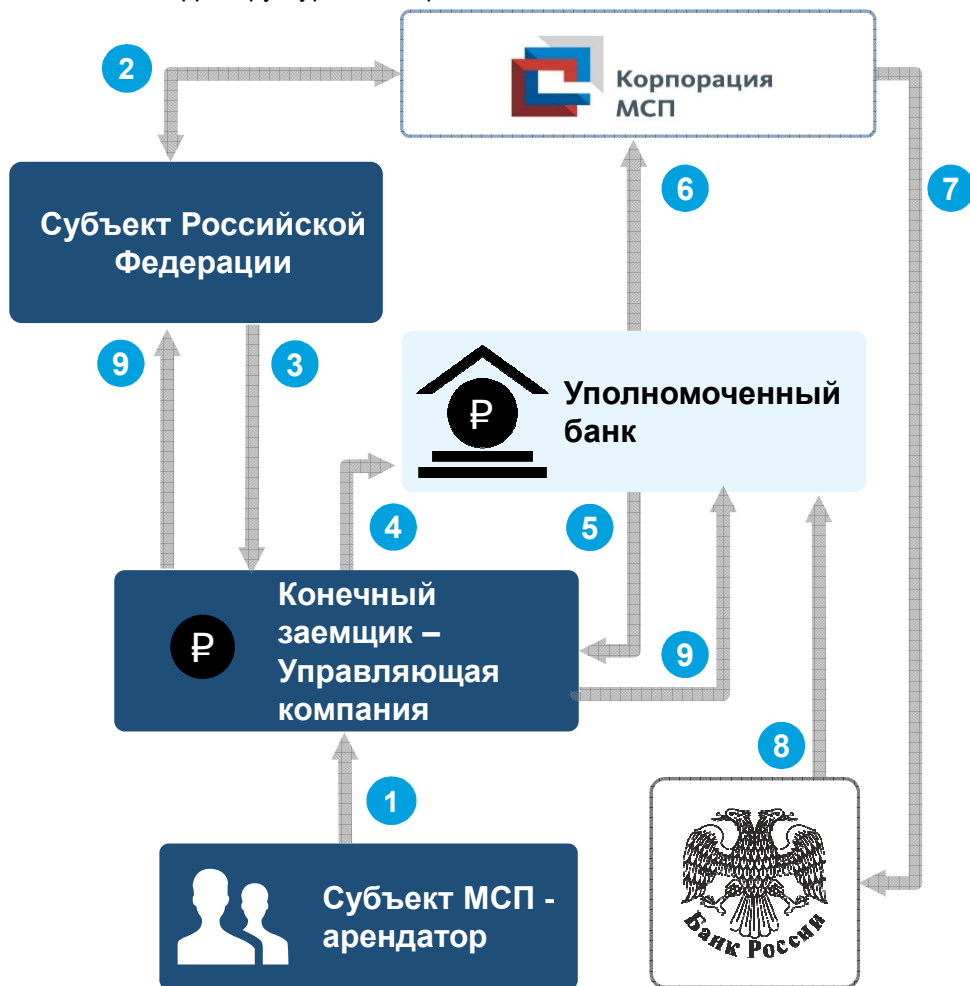 2
Корпорация
МСП
6
7
Субъект Российской
Федерации
9
3
₽
Уполномоченный
банк
4
5
₽
Конечный
заемщик –
Управляющая
компания
9
8
1
Субъект МСП -
арендатор
Банк России